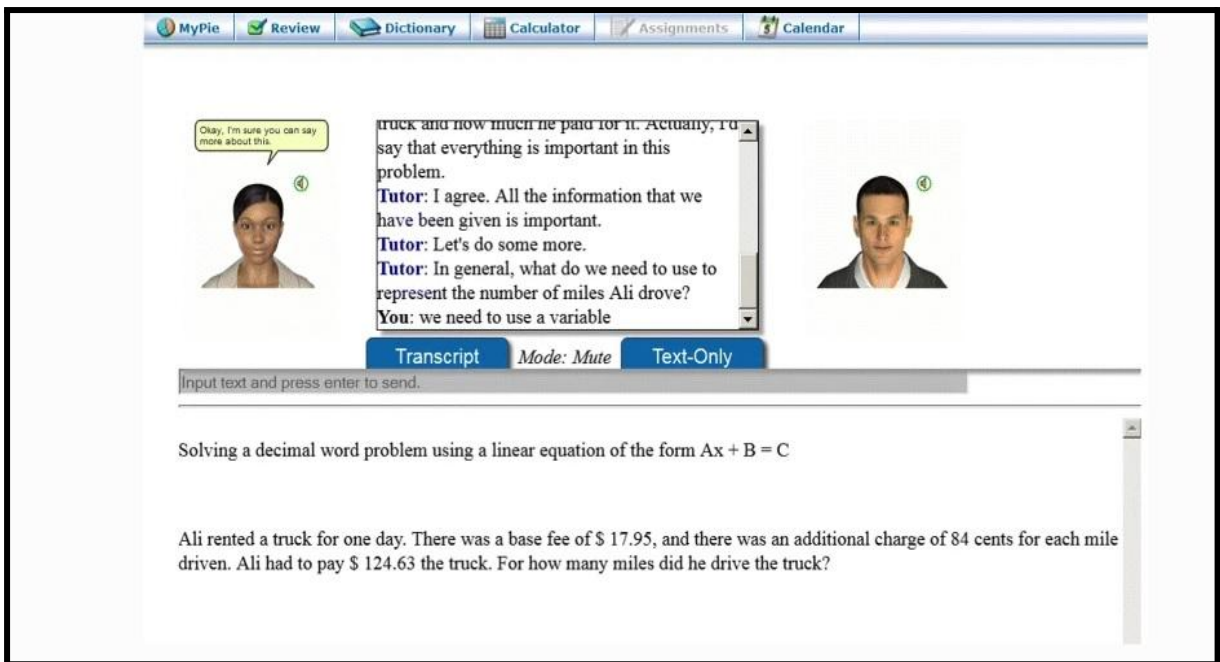 MyPie Review Dictionary Calculator Assignments 5 Calendar
Okay, I'm sure you can say
more about this.
truck and how much he paid for it. Actually, I'd
say that everything is important in this
problem.
Tutor: I agree. All the information that we
have been given is important.
Tutor: Let's do some more.
Tutor: In general, what do we need to use to
represent the number of miles Ali drove?
You: we need to use a variable
Transcript Mode: Mute Text-Only
Input text and press enter to send.
Solving a decimal word problem using a linear equation of the form Ax + B = C
Ali rented a truck for one day. There was a base fee of $ 17.95, and there was an additional charge of 84 cents for each mile
driven. Ali had to pay $ 124.63 the truck. For how many miles did he drive the truck?